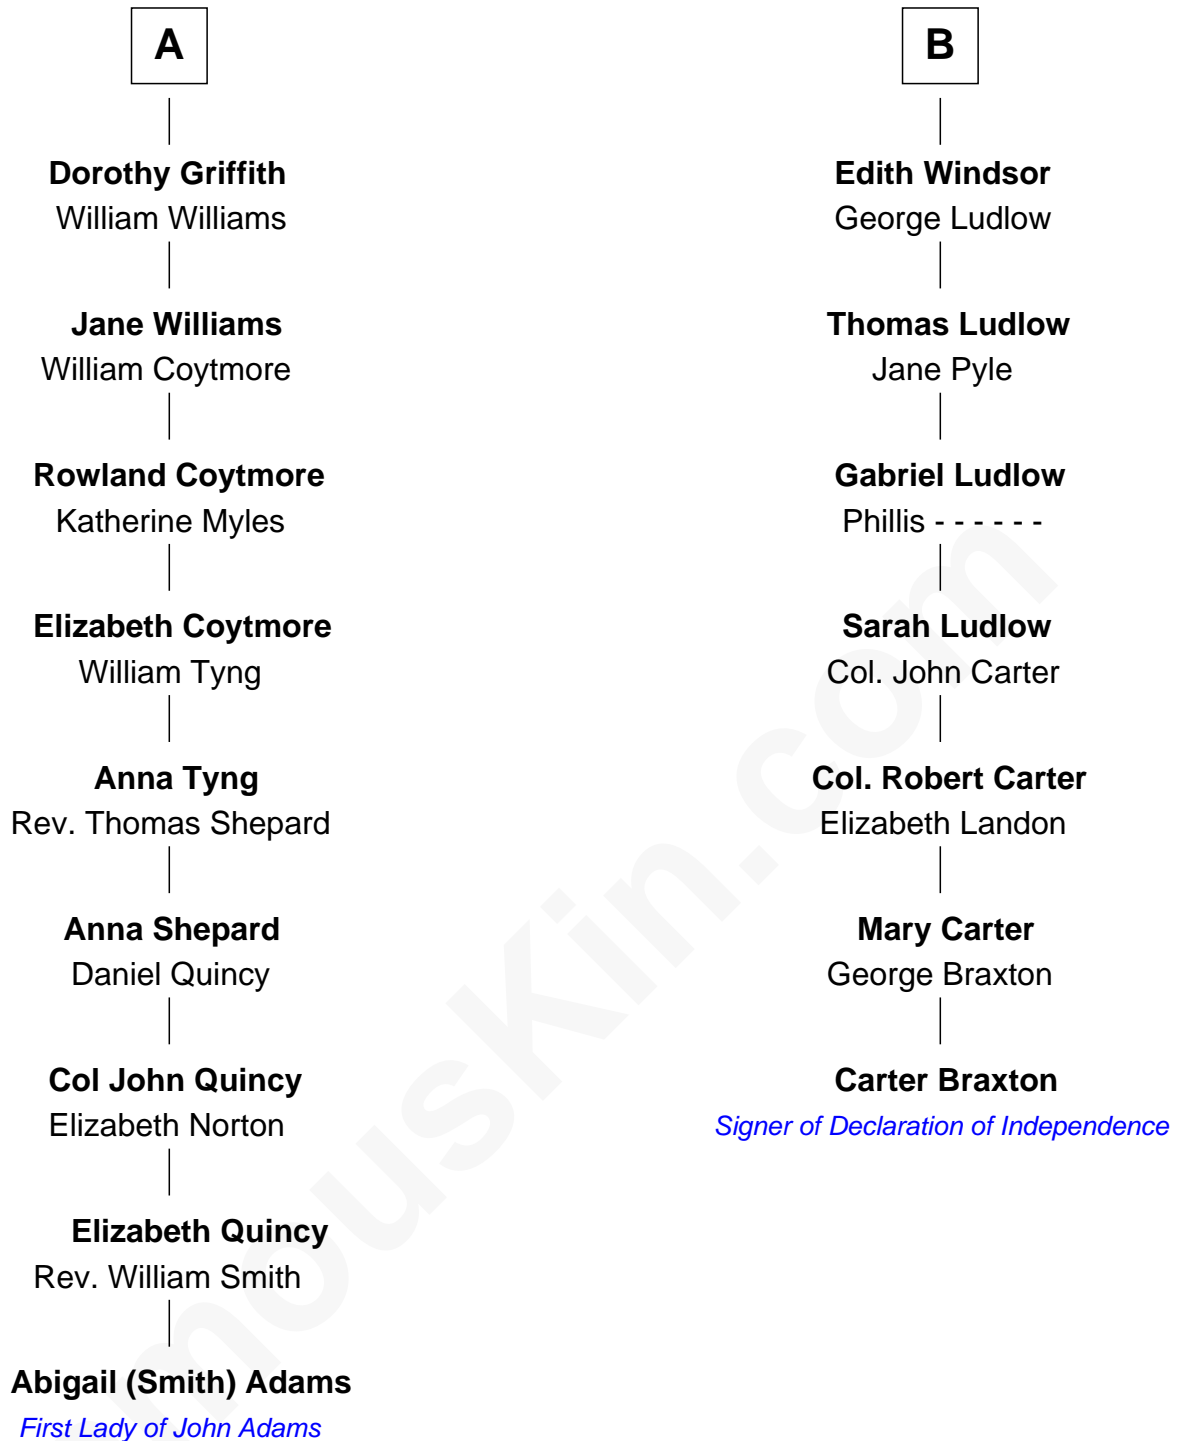 A
Dorothy Griffith
William Williams
Jane Williams
William Coytmore
Rowland Coytmore
Katherine Myles
Elizabeth Coytmore
William Tyng
Anna Tyng
Rev. Thomas Shepard
Anna Shepard
Daniel Quincy
Col John Quincy
Elizabeth Norton
Elizabeth Quincy
Rev. William Smith
Abigail (Smith) Adams
First Lady of John Adams
B
Edith Windsor
George Ludlow
Thomas Ludlow
Jane Pyle
Gabriel Ludlow
Phillis - - - - - -
Sarah Ludlow
Col. John Carter
Col. Robert Carter
Elizabeth Landon
Mary Carter
George Braxton
Carter Braxton
Signer of Declaration of Independence
mousKin.com